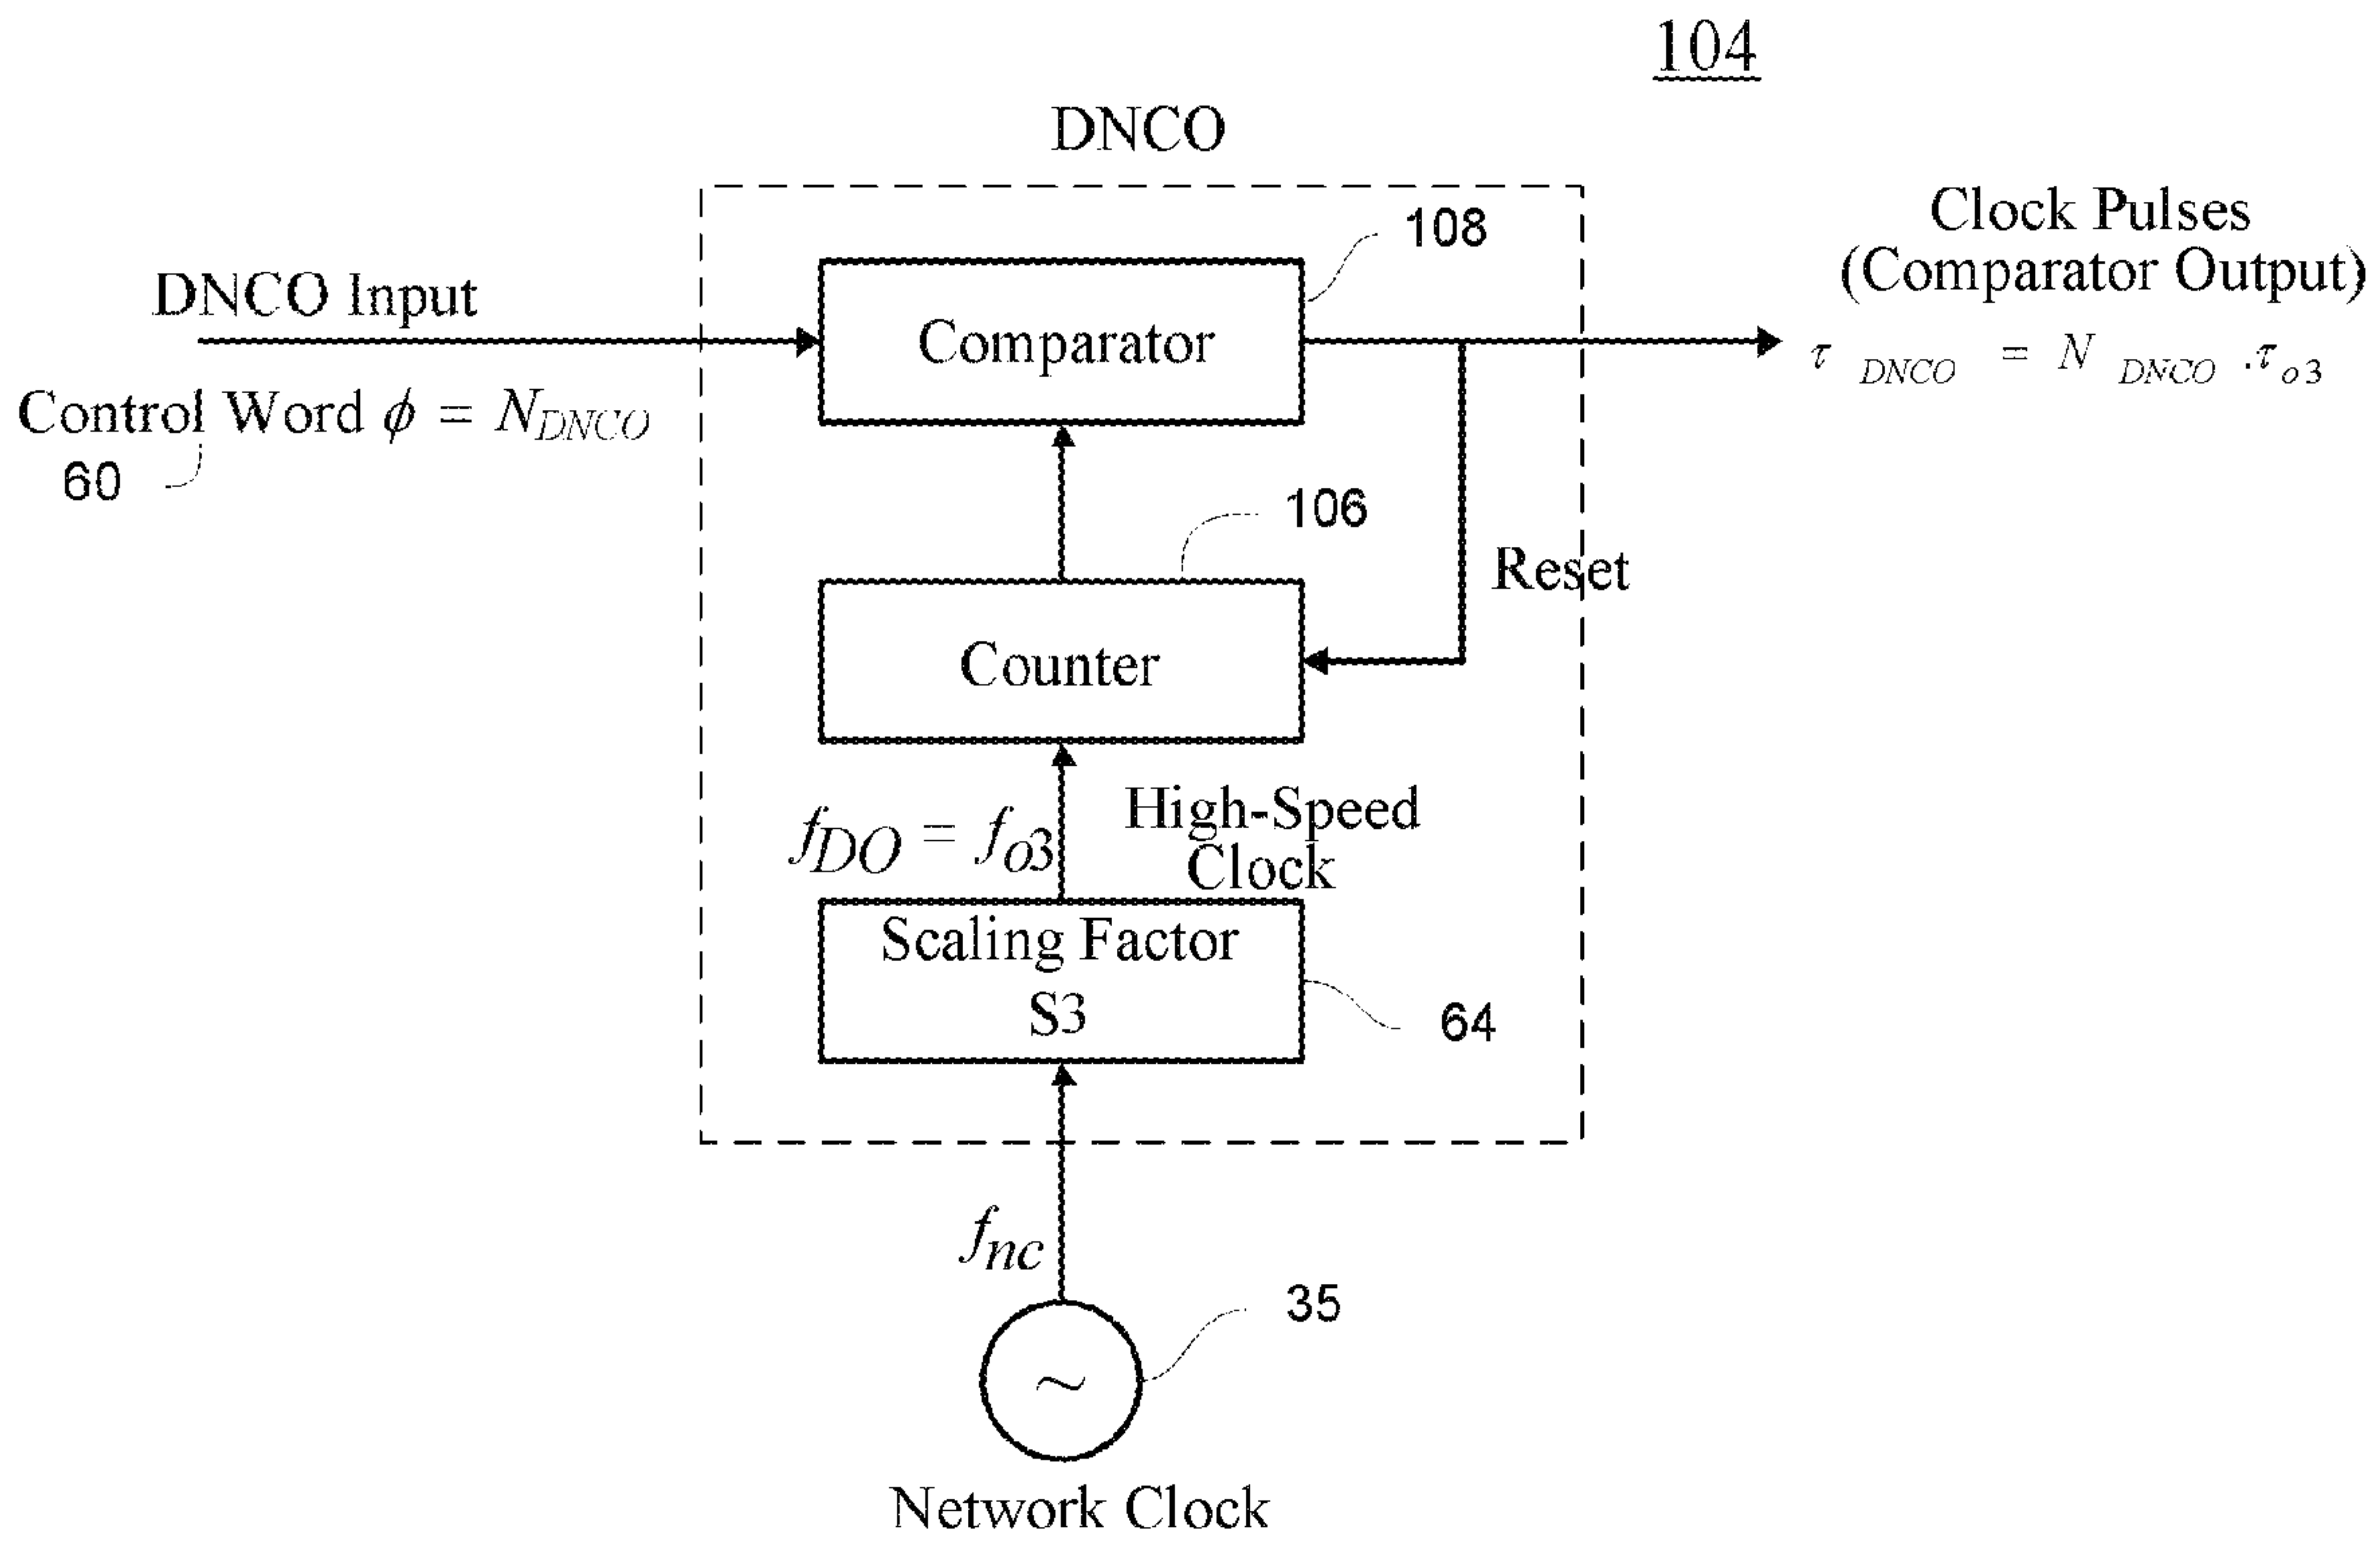 104
DNCO
108
Clock Pulses
(Comparator Output)
τ DNCO = N DNCO .τo3
DNCO Input
Comparator
Control Word ϕ = NDNCO
60
106
Reset
Counter
High-Speed
Clock
fDO = fo3
Scaling Factor
S3
64
fnc
35
~
Network Clock